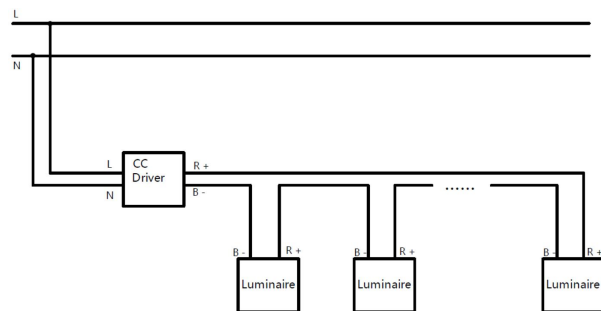 L
N
L
CC
Driver
R +
N
B -
......
B -
R +
B -
R +
B -
R +
Luminaire
Luminaire
Luminaire